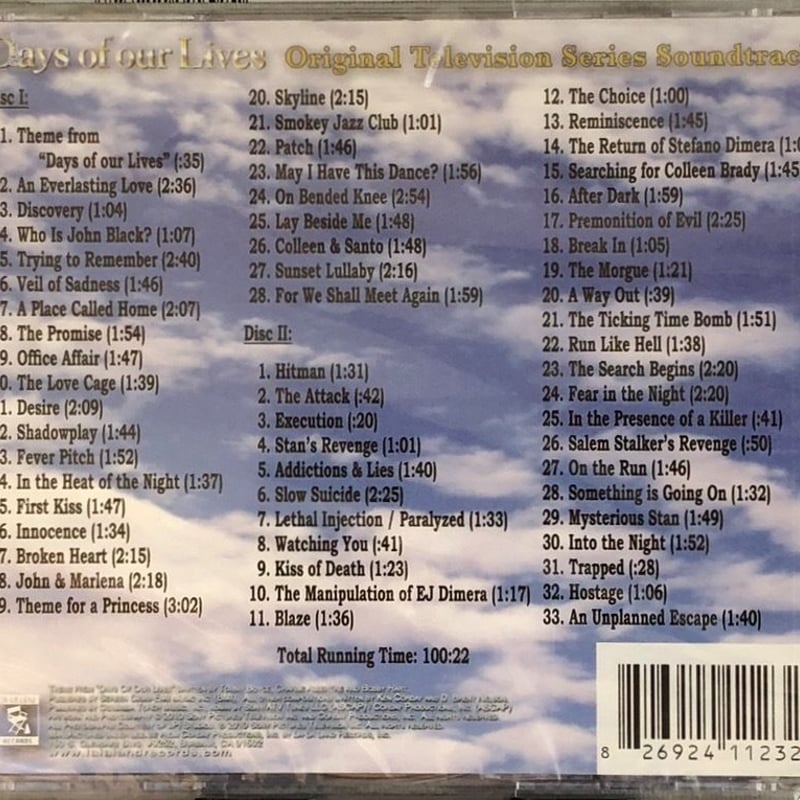 Days of our Lives Original Television Series Soundtrac
sc I:
1. Theme from
"Days of our Lives" (:35)
2. An Everlasting Love (2:36)
3. Discovery (1:04)
4. Who Is John Black? (1:07)
5. Trying to Remember (2:40)
6. Veil of Sadness (1:46)
7. A Place Called Home (2:07)
8. The Promise (1:54)
9. Office Affair (1:47)
0. The Love Cage (1:39)
1. Desire (2:09)
2. Shadowplay (1:44)
3. Fever Pitch (1:52)
4. In the Heat of the Night (1:37)
5. First Kiss (1:47)
6. Innocence (1:34)
7. Broken Heart (2:15)
8. John & Marlena (2:18)
9. Theme for a Princess (3:02)
20. Skyline (2:15)
21. Smokey Jazz Club (1:01)
22. Patch (1:46)
23. May I Have This Dance? (1:56)
24. On Bended Knee (2:54)
25. Lay Beside Me (1:48)
26. Colleen & Santo (1:48)
27. Sunset Lullaby (2:16)
28. For We Shall Meet Again (1:59)
Disc II:
1. Hitman (1:31)
2. The Attack (:42)
3. Execution (:20)
4. Stan's Revenge (1:01)
5. Addictions & Lies (1:40)
6. Slow Suicide (2:25)
7. Lethal Injection / Paralyzed (1:33)
8. Watching You (:41)
9. Kiss of Death (1:23)
10. The Manipulation of EJ Dimera (1:17)
11. Blaze (1:36)
12. The Choice (1:00)
13. Reminiscence (1:45)
14. The Return of Stefano Dimera (1:0
15. Searching for Colleen Brady (1:45
16. After Dark (1:59)
17. Premonition of Evil (2:25)
18. Break In (1:05)
19. The Morgue (1:21)
20. A Way Out (:39)
21. The Ticking Time Bomb (1:51)
22. Run Like Hell (1:38)
23. The Search Begins (2:20)
24. Fear in the Night (2:20)
25. In the Presence of a Killer (:41)
26. Salem Stalker's Revenge (:50)
27. On the Run (1:46)
28. Something is Going On (1:32)
29. Mysterious Stan (1:49)
30. Into the Night (1:52)
31. Trapped (:28)
32. Hostage (1:06)
33. An Unplanned Escape (1:40)
Total Running Time: 100:22
Theme from "Days of Our Lives" written by
www.lalalandrecords.com
RECORDS
8 26924 11232